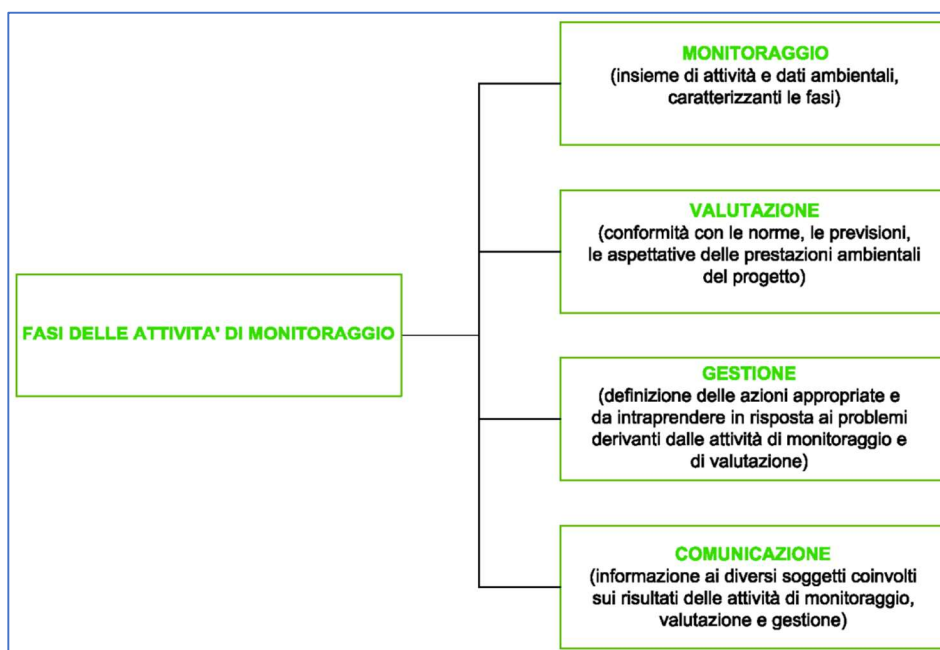 MONITORAGGIO
(insieme di attività e dati ambientali,
caratterizzanti le fasi)
VALUTAZIONE
(conformità con le norme, le previsioni,
le aspettative delle prestazioni ambientali
del progetto)
FASI DELLE ATTIVITA' DI MONITORAGGIO
GESTIONE
(definizione delle azioni appropriate e
da intraprendere in risposta ai problemi
derivanti dalle attività di monitoraggio e
di valutazione)
COMUNICAZIONE
(informazione ai diversi soggetti coinvolti
sui risultati delle attività di monitoraggio,
valutazione e gestione)